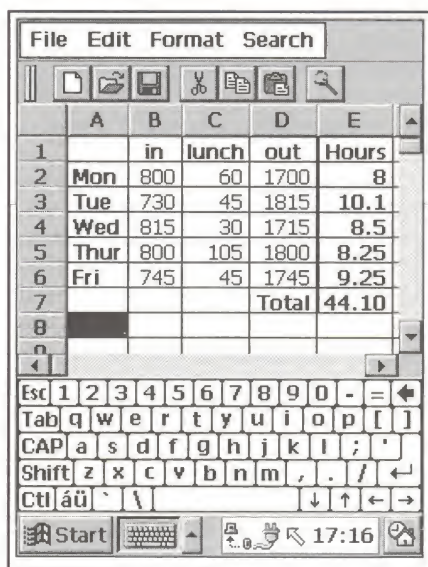 File Edit Format Search
A B C D E
1 in lunch out Hours
2 Mon 800 60 1700 8
3 Tue 730 45 1815 10.1
4 Wed 815 30 1715 8.5
5 Thur 800 105 1800 8.25
6 Fri 745 45 1745 9.25
7 Total 44.10
8
Esc 1 2 3 4 5 6 7 8 9 0 - =
Tab q w e r t y u i o p [ ]
CAP a s d f g h j k l ; '
Shift z x c v b n m , . /
Ctl áü ` \
Start 17:16